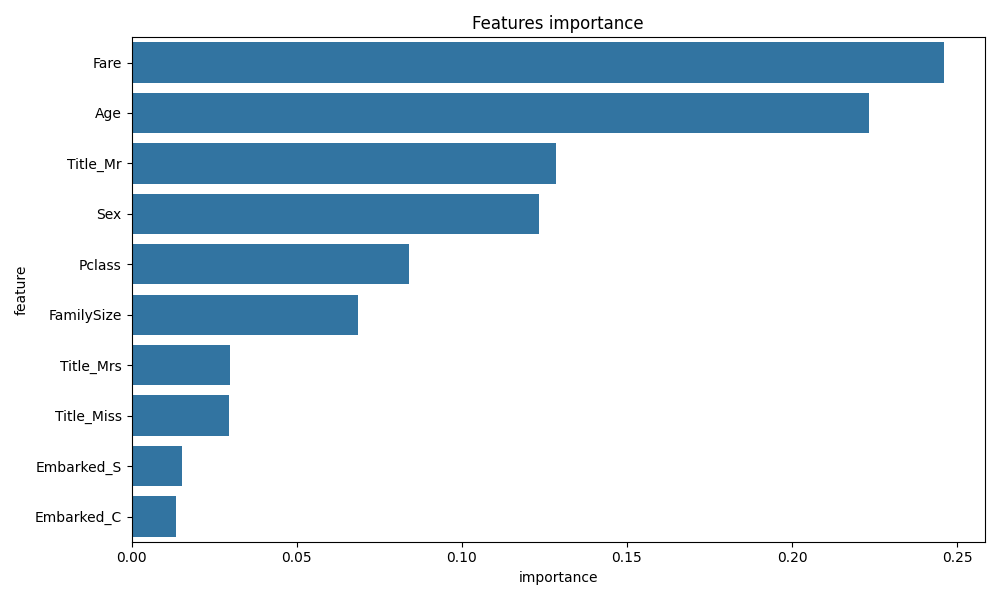 Features importance
Fare
Age
Title_Mr
Sex
Pclass
FamilySize
Title_Mrs
Title_Miss
Embarked_S
Embarked_C
feature
0.00 0.05 0.10 0.15 0.20 0.25
importance